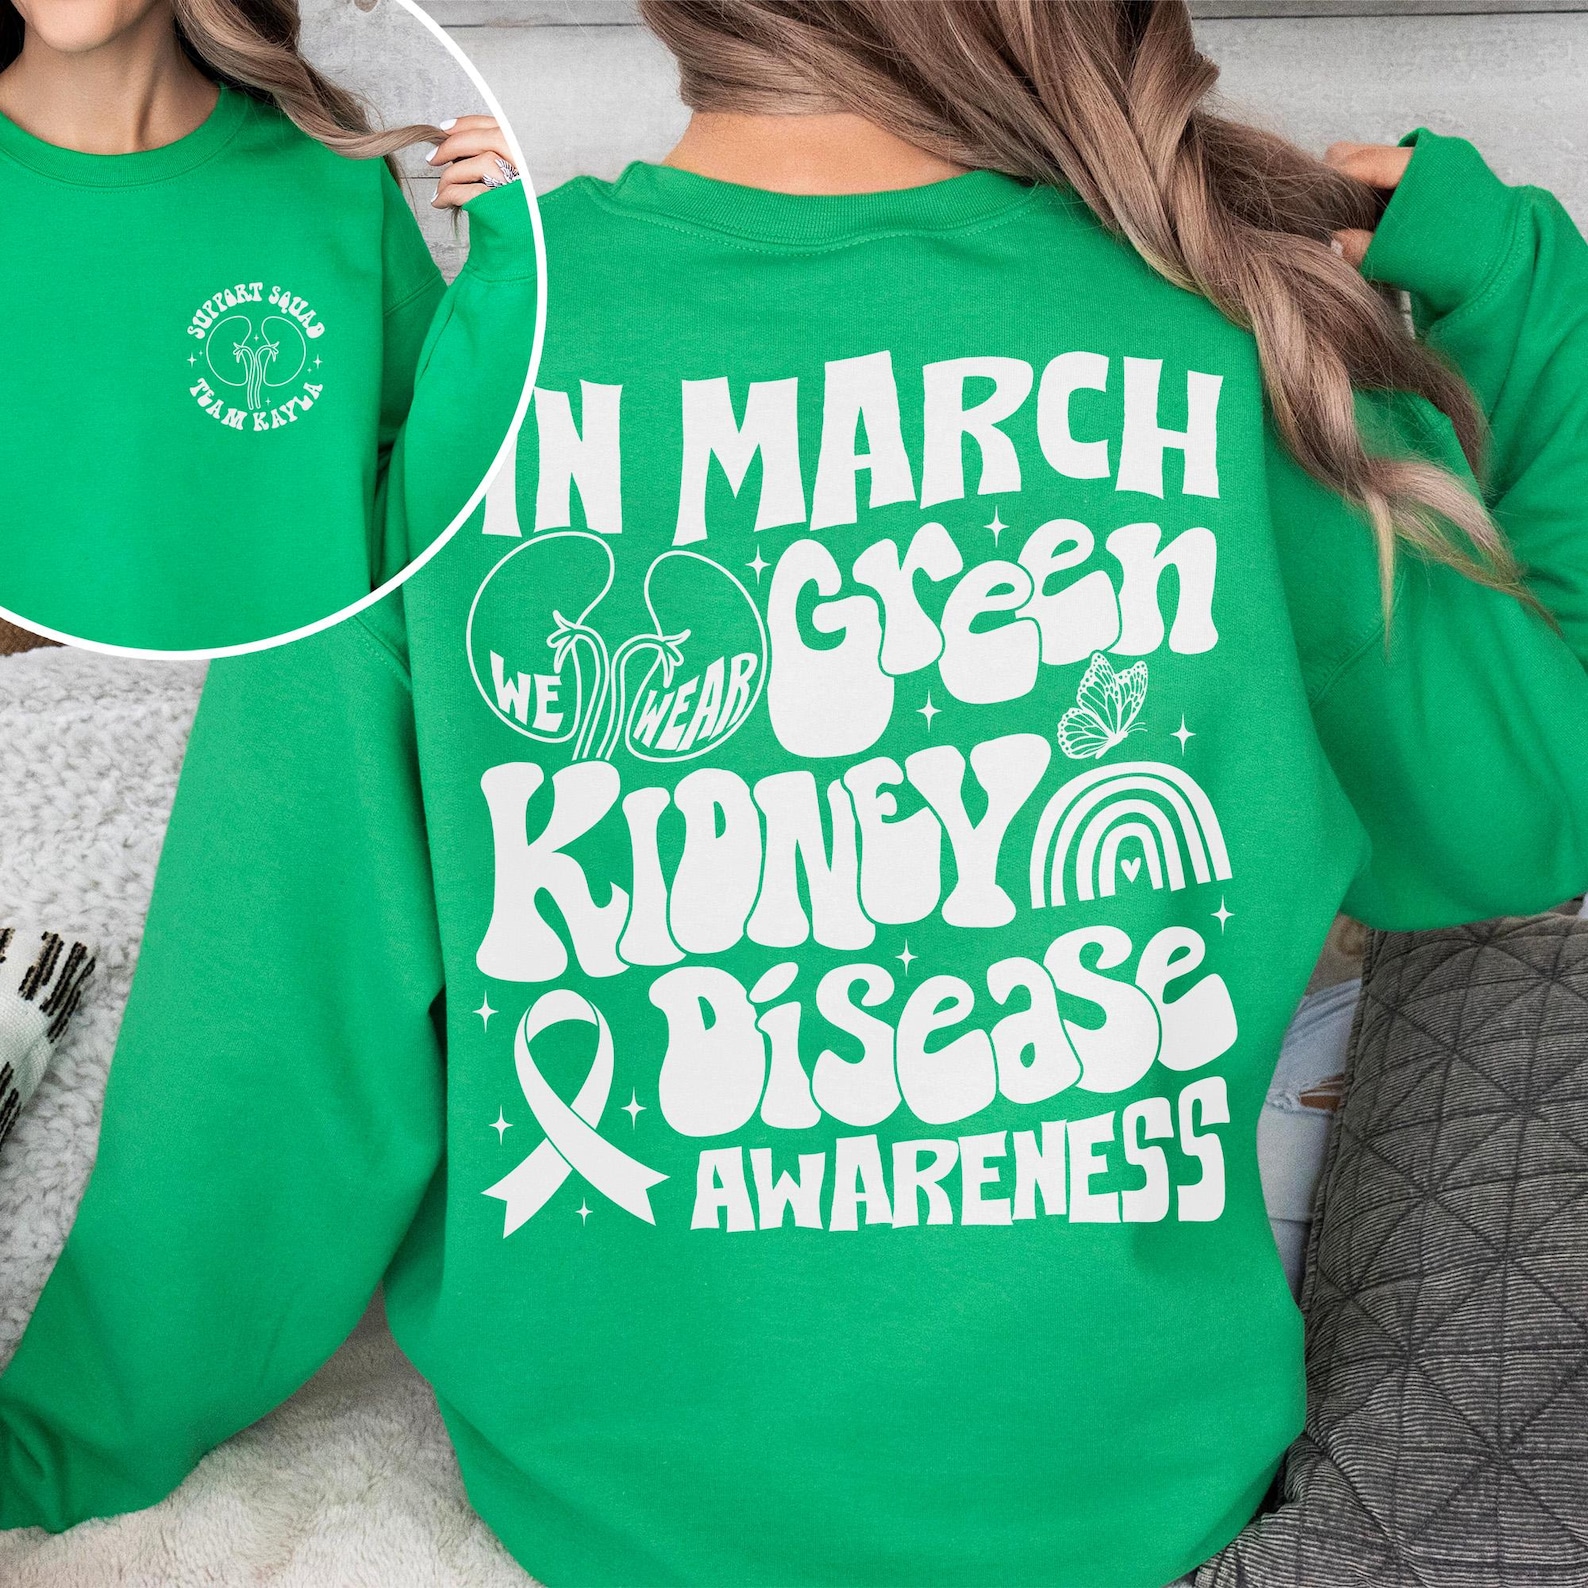 SUPPORT SQUAD
TEAM KAYLA
IN MARCH
WE WEAR Green
KIDNEY
Disease
AWARENESS